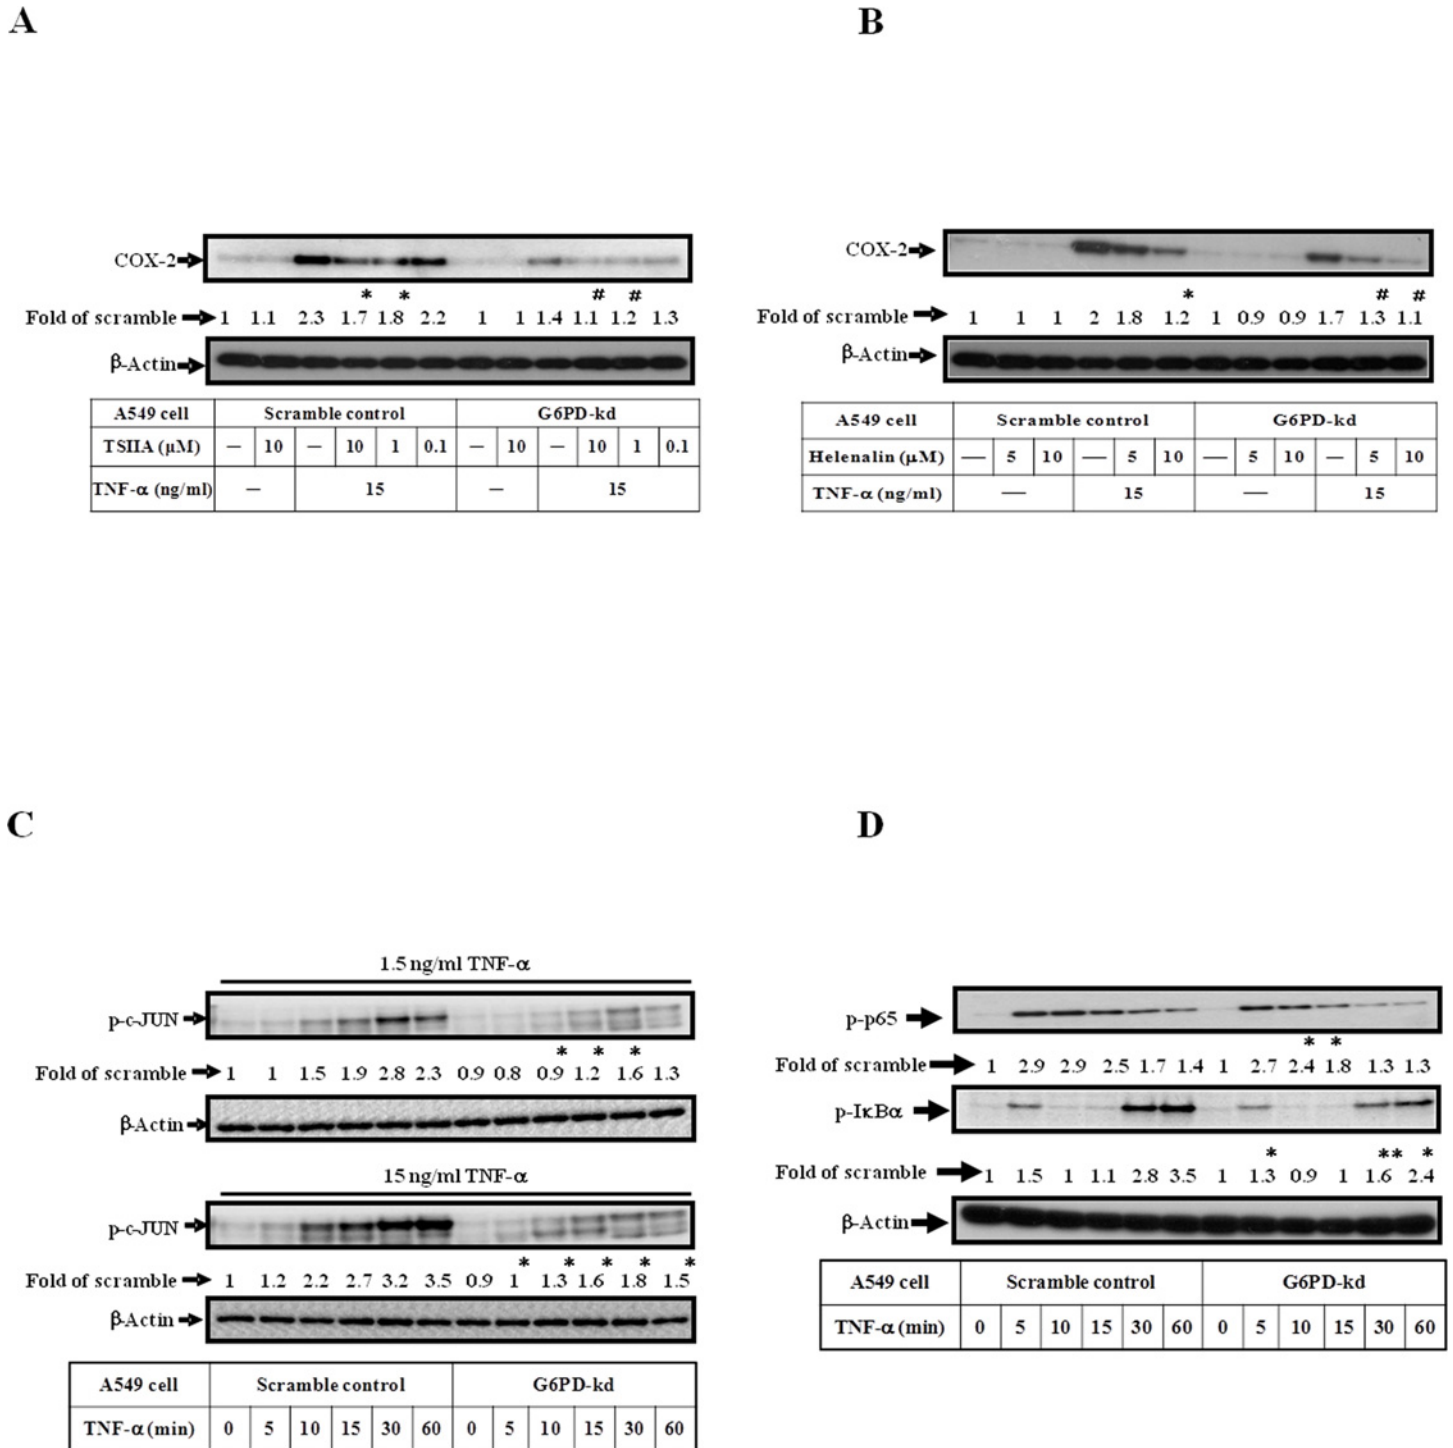 A
COX-2
* * # #
Fold of scramble 1 1.1 2.3 1.7 1.8 2.2 1 1 1.4 1.1 1.2 1.3
β-Actin
A549 cell Scramble control G6PD-kd
TSIIA (μM) — 10 — 10 1 0.1 — 10 — 10 1 0.1
TNF-α (ng/ml) — 15 — 15
B
COX-2
* # #
Fold of scramble 1 1 1 2 1.8 1.2 1 0.9 0.9 1.7 1.3 1.1
β-Actin
A549 cell Scramble control G6PD-kd
Helenalin (μM) — 5 10 — 5 10 — 5 10 — 5 10
TNF-α (ng/ml) — 15 — 15
C
1.5 ng/ml TNF-α
p-c-JUN
* * *
Fold of scramble 1 1 1.5 1.9 2.8 2.3 0.9 0.8 0.9 1.2 1.6 1.3
β-Actin
15 ng/ml TNF-α
p-c-JUN
* * * * *
Fold of scramble 1 1.2 2.2 2.7 3.2 3.5 0.9 1 1.3 1.6 1.8 1.5
β-Actin
A549 cell Scramble control G6PD-kd
TNF-α (min) 0 5 10 15 30 60 0 5 10 15 30 60
D
p-p65
* *
Fold of scramble 1 2.9 2.9 2.5 1.7 1.4 1 2.7 2.4 1.8 1.3 1.3
p-IκBα
* ** *
Fold of scramble 1 1.5 1 1.1 2.8 3.5 1 1.3 0.9 1 1.6 2.4
β-Actin
A549 cell Scramble control G6PD-kd
TNF-α (min) 0 5 10 15 30 60 0 5 10 15 30 60